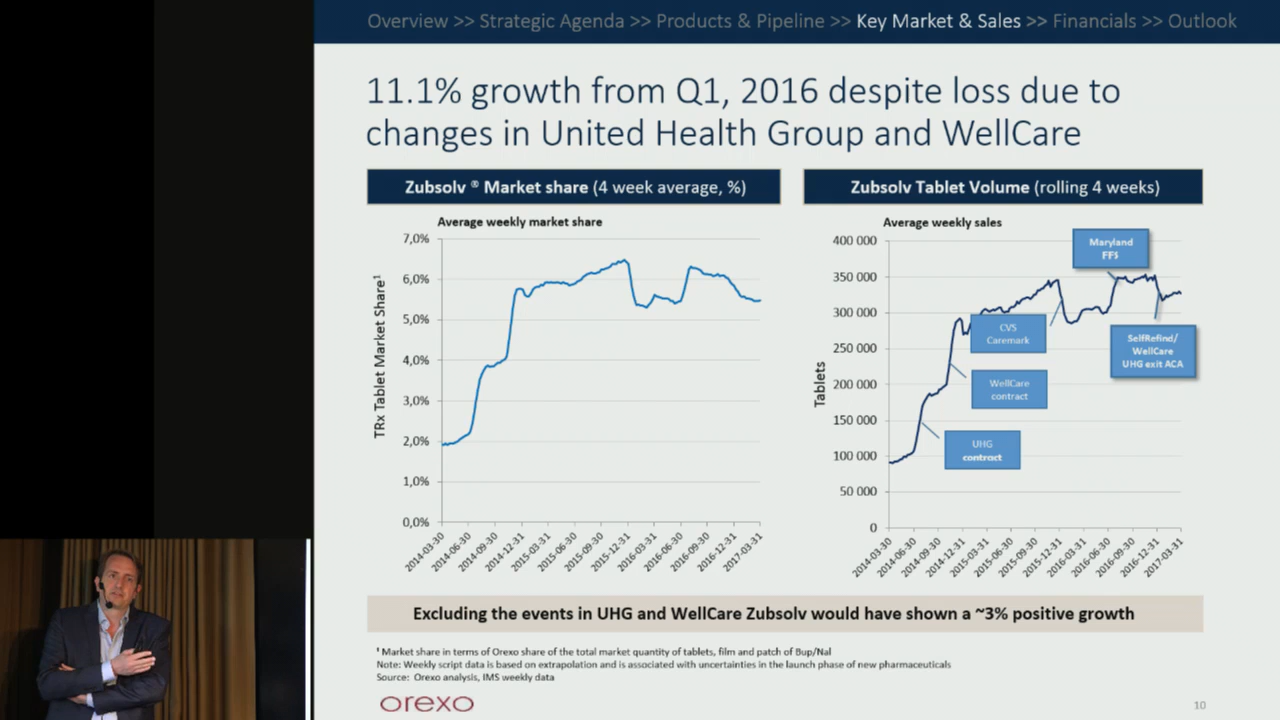 Overview >> Strategic Agenda >> Products & Pipeline >> Key Market & Sales >> Financials >> Outlook
11.1% growth from Q1, 2016 despite loss due to
changes in United Health Group and WellCare
Zubsolv ® Market share (4 week average, %)
Average weekly market share
TRx Tablet Market Share¹
7,0%
6,0%
5,0%
4,0%
3,0%
2,0%
1,0%
0,0%
2014-03-30
2014-06-30
2014-09-30
2014-12-31
2015-03-31
2015-06-30
2015-09-30
2015-12-31
2016-03-31
2016-06-30
2016-09-30
2016-12-31
2017-03-31
Zubsolv Tablet Volume (rolling 4 weeks)
Average weekly sales
Tablets
400 000
350 000
300 000
250 000
200 000
150 000
100 000
50 000
0
Maryland
FFS
CVS
Caremark
SelfRefind/
WellCare
UHG exit ACA
WellCare
contract
UHG
contract
2014-03-30
2014-06-30
2014-09-30
2014-12-31
2015-03-31
2015-06-30
2015-09-30
2015-12-31
2016-03-31
2016-06-30
2016-09-30
2016-12-31
2017-03-31
Excluding the events in UHG and WellCare Zubsolv would have shown a ~3% positive growth
¹ Market share in terms of Orexo share of the total market quantity of tablets, film and patch of Bup/Nal
Note: Weekly script data is based on extrapolation and is associated with uncertainties in the launch phase of new pharmaceuticals
Source: Orexo analysis, IMS weekly data
orexo
10